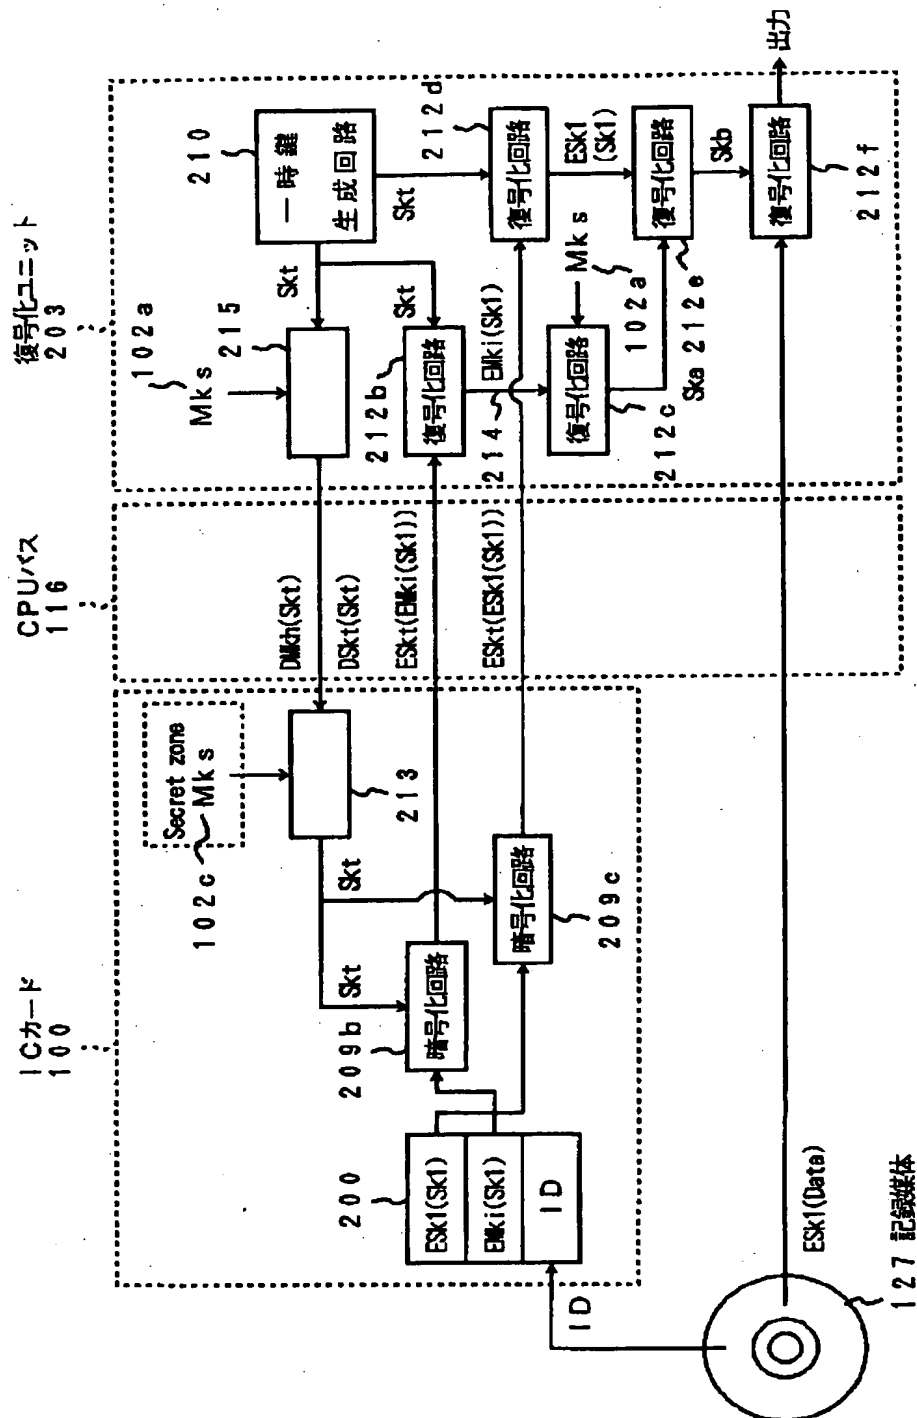 ICカード
100
CPUバス
116
復号化ユニット
203
Secret zone
102c
Mks
213
Skt
Skt
209b
暗号化回路
暗号化回路
209c
200
ESk1(Sk1)
EMki(Sk1)
ID
ID
DMkh(Skt)
DSkt(Skt)
ESkt(EMki(Sk1))
ESkt(ESk1(Sk1))
102a
Mks
215
Skt
210
一時鍵
生成回路
Skt
Skt
212b
復号化回路
212d
復号化回路
EMki(Sk1)
214
Mks
102a
復号化回路
212c
ESk1
(Sk1)
復号化回路
Ska
212e
Skb
復号化回路
212f
出力
ESk1(Data)
127 記録媒体